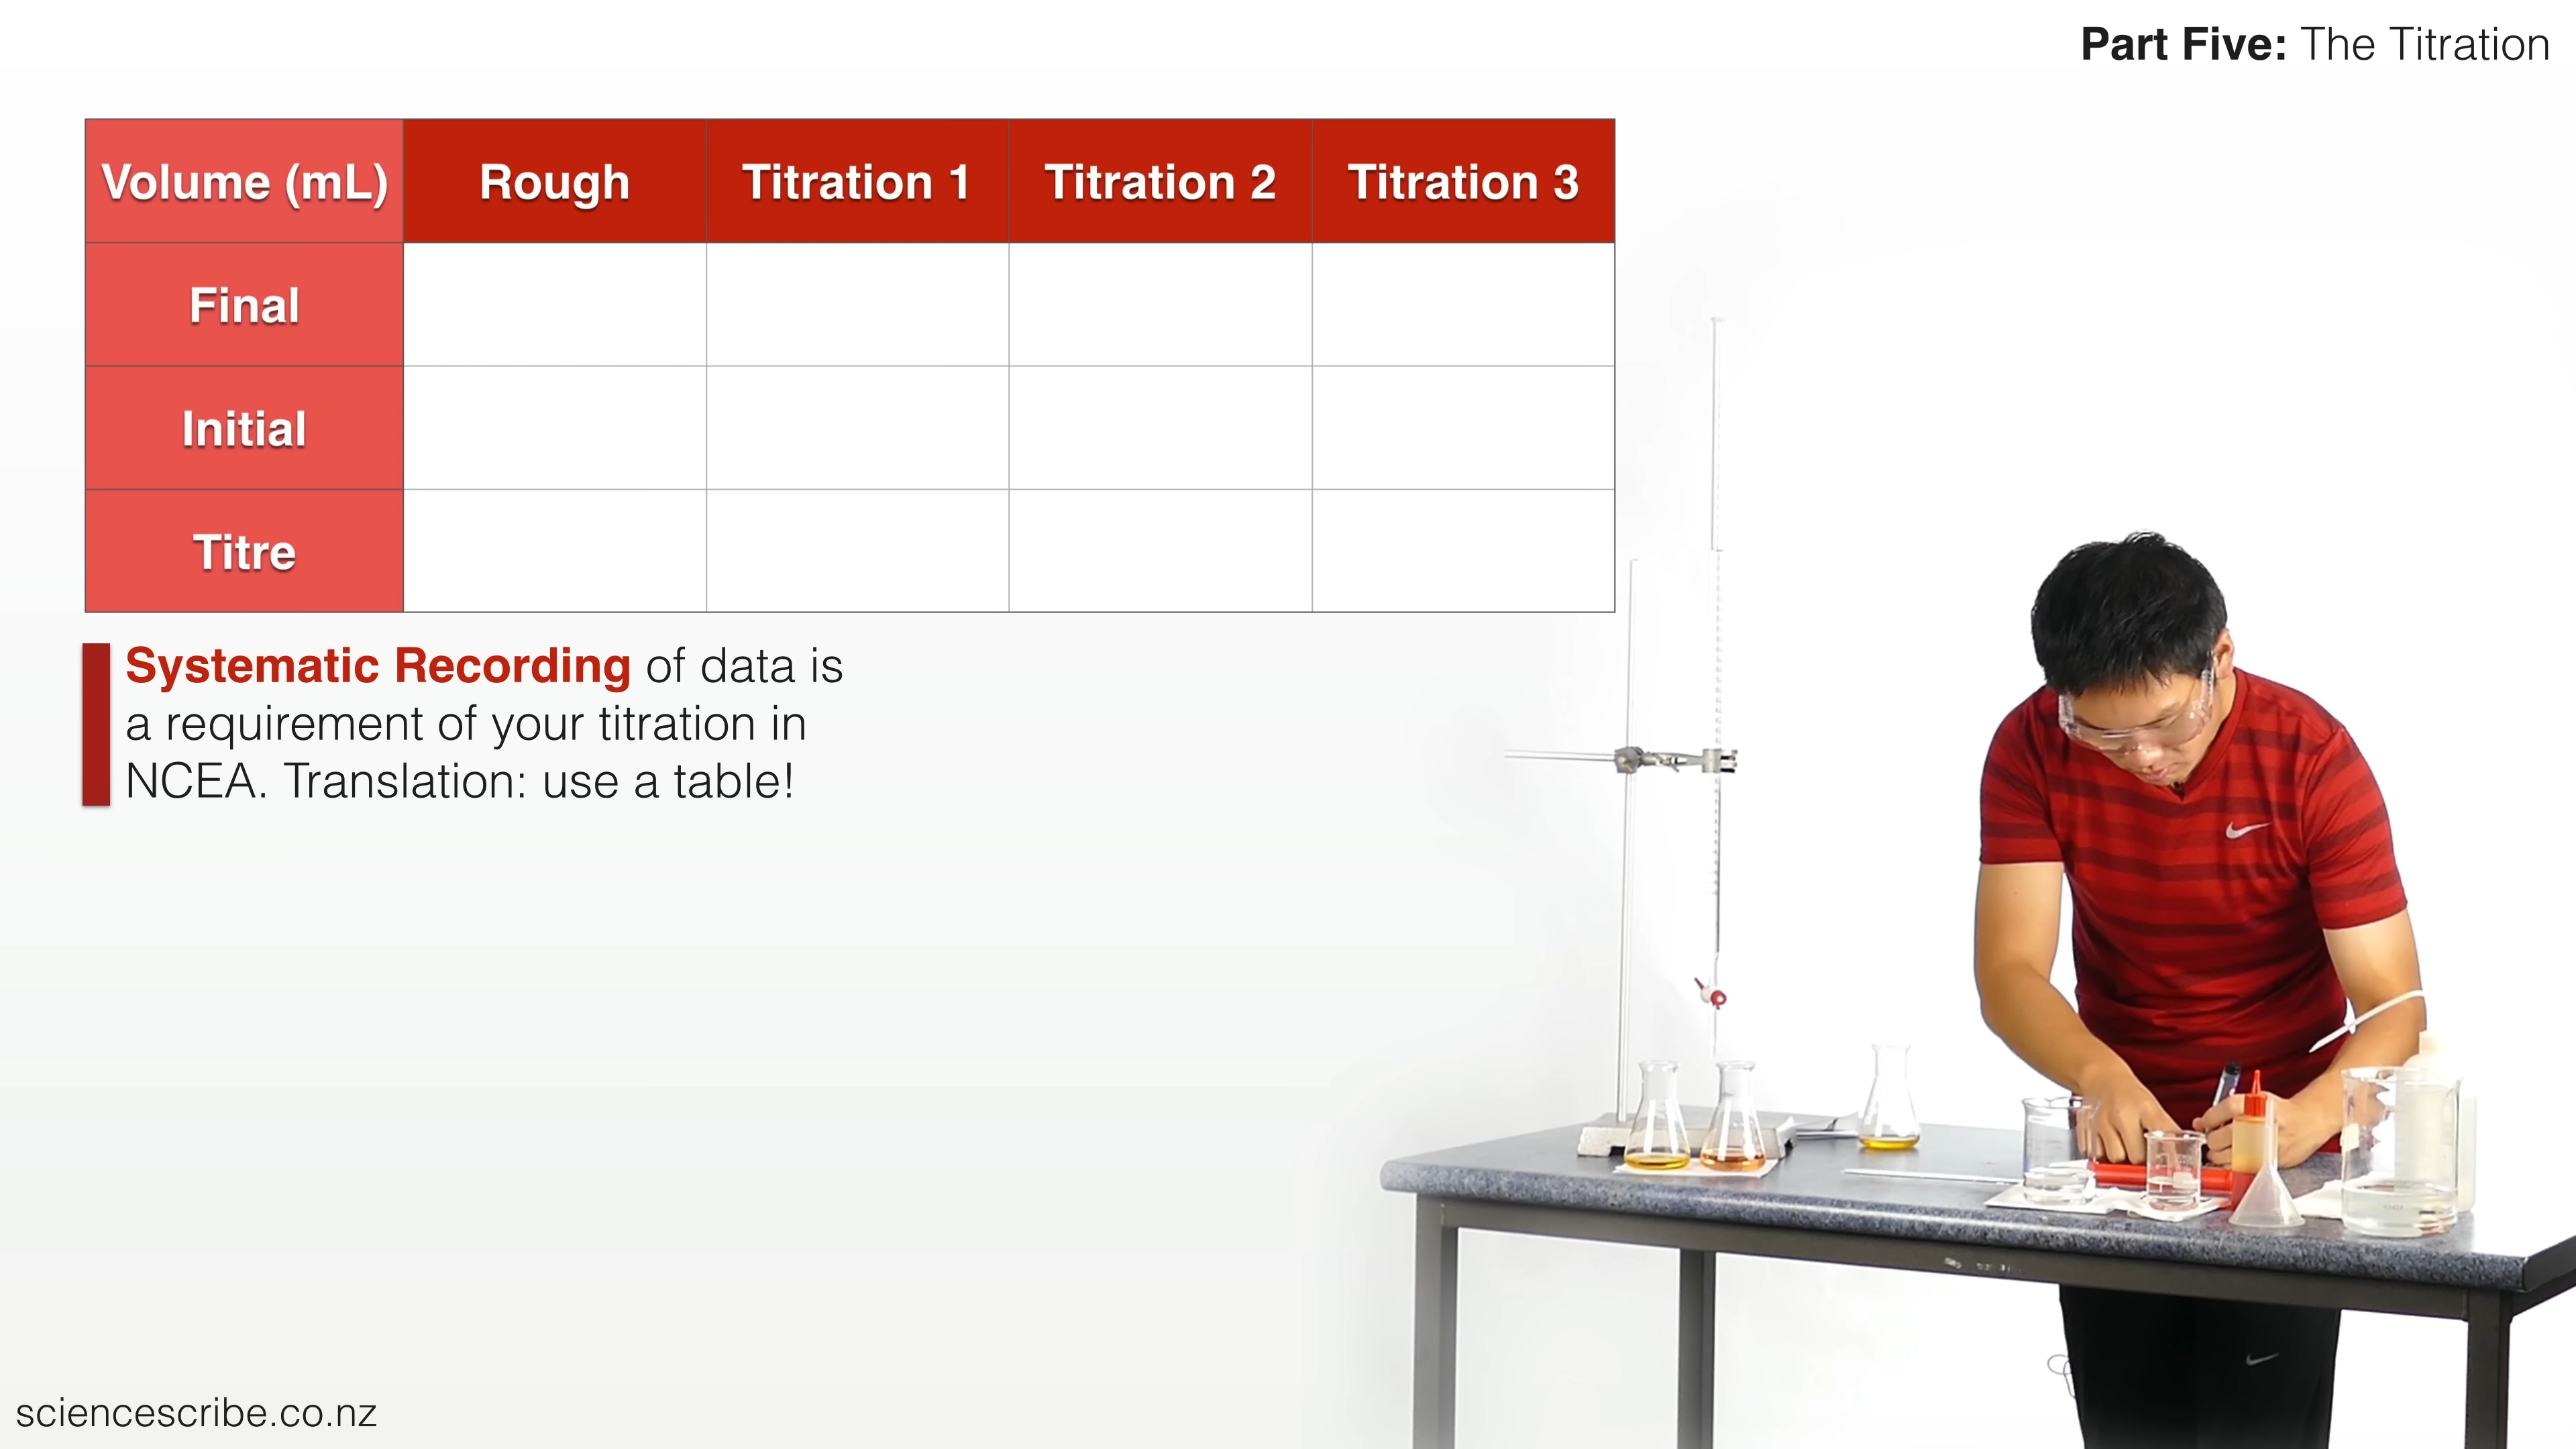 Part Five: The Titration
Volume (mL) Rough Titration 1 Titration 2 Titration 3
Final
Initial
Titre
Systematic Recording of data is
a requirement of your titration in
NCEA. Translation: use a table!
sciencescribe.co.nz